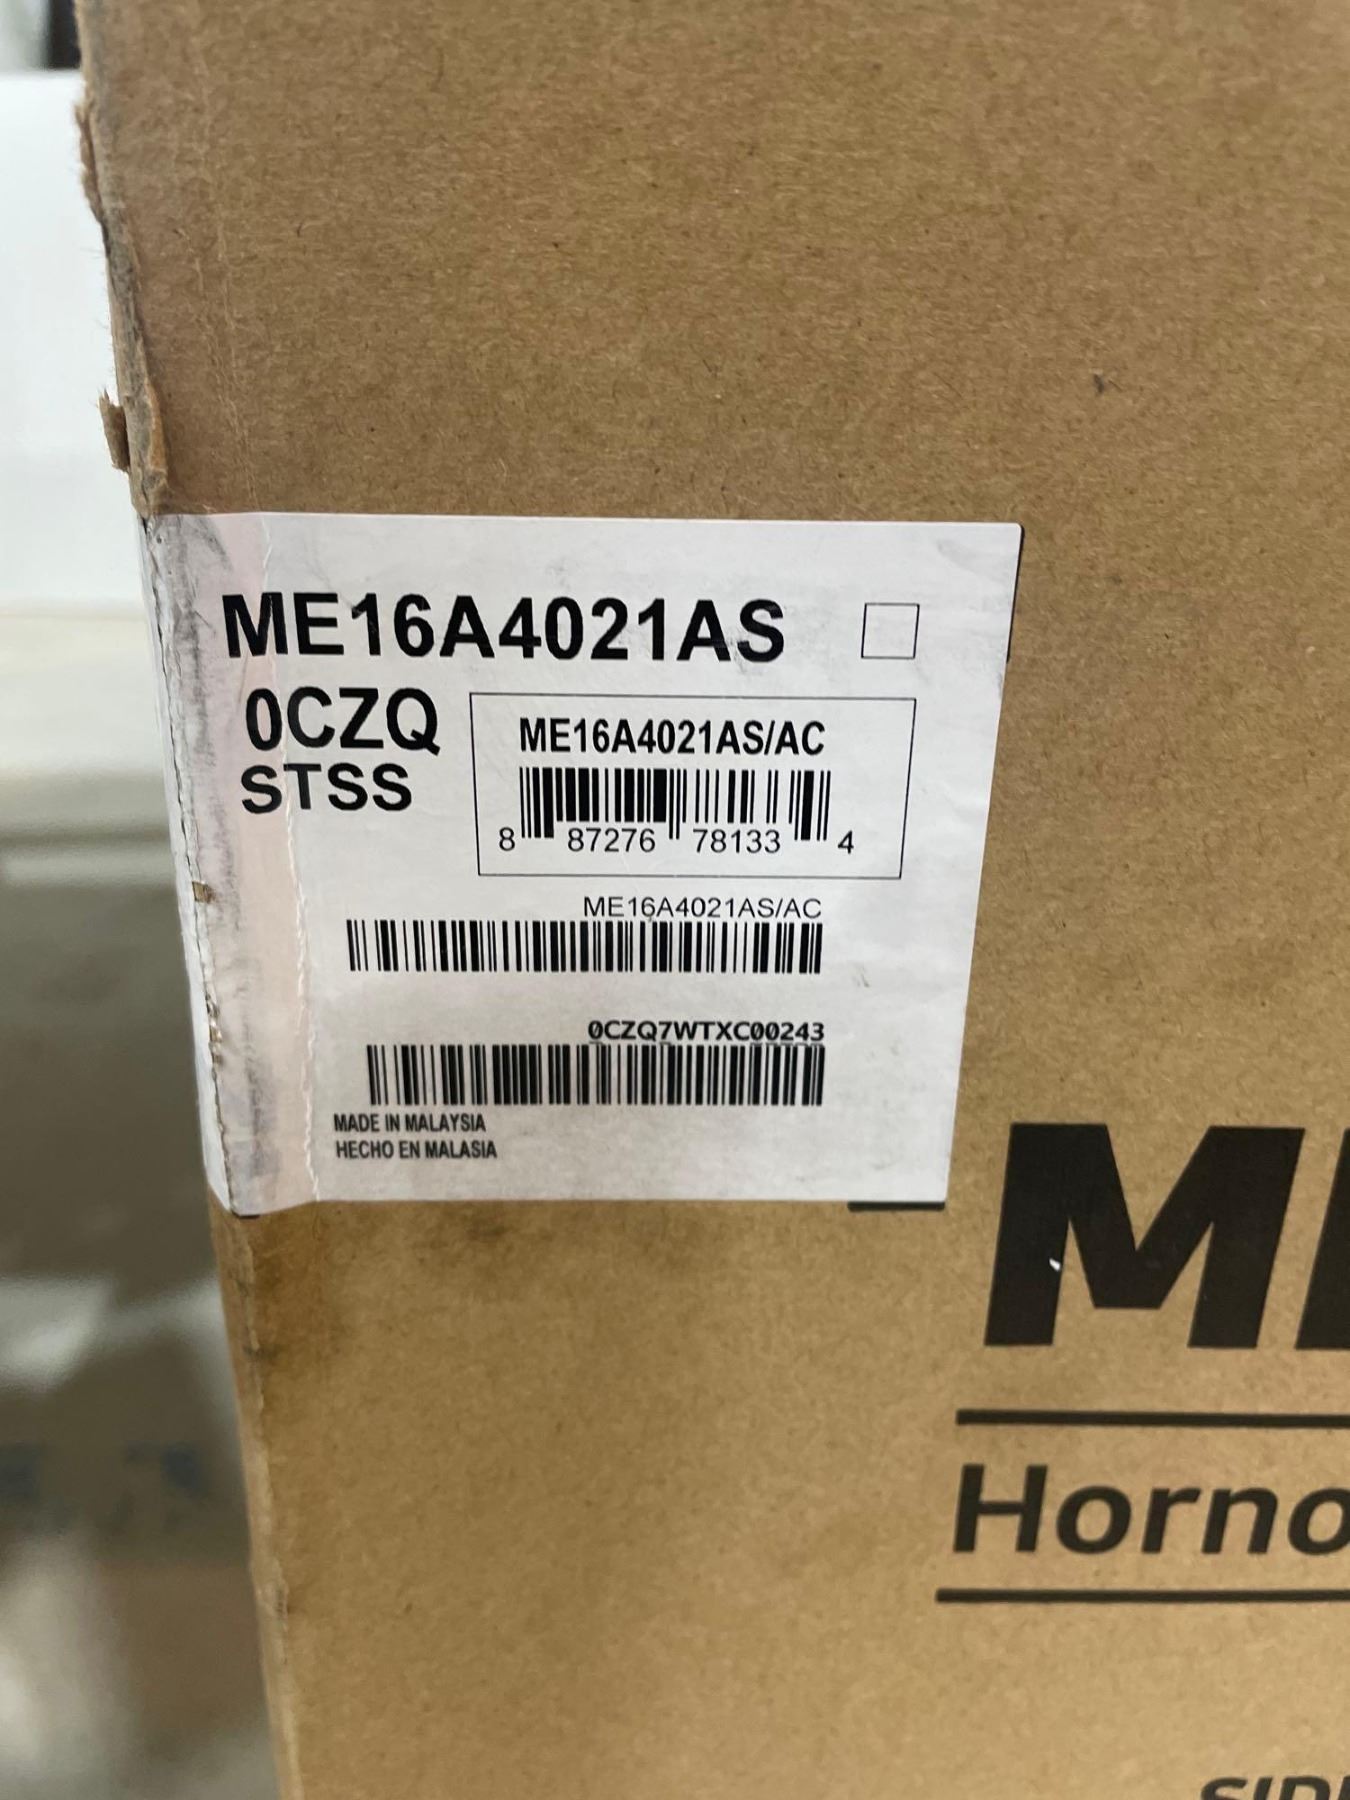 ME16A4021AS
0CZQ
STSS
ME16A4021AS/AC
8 87276 78133 4
ME16A4021AS/AC
0CZQ7WTXC00243
MADE IN MALAYSIA
HECHO EN MALASIA
M
Horno